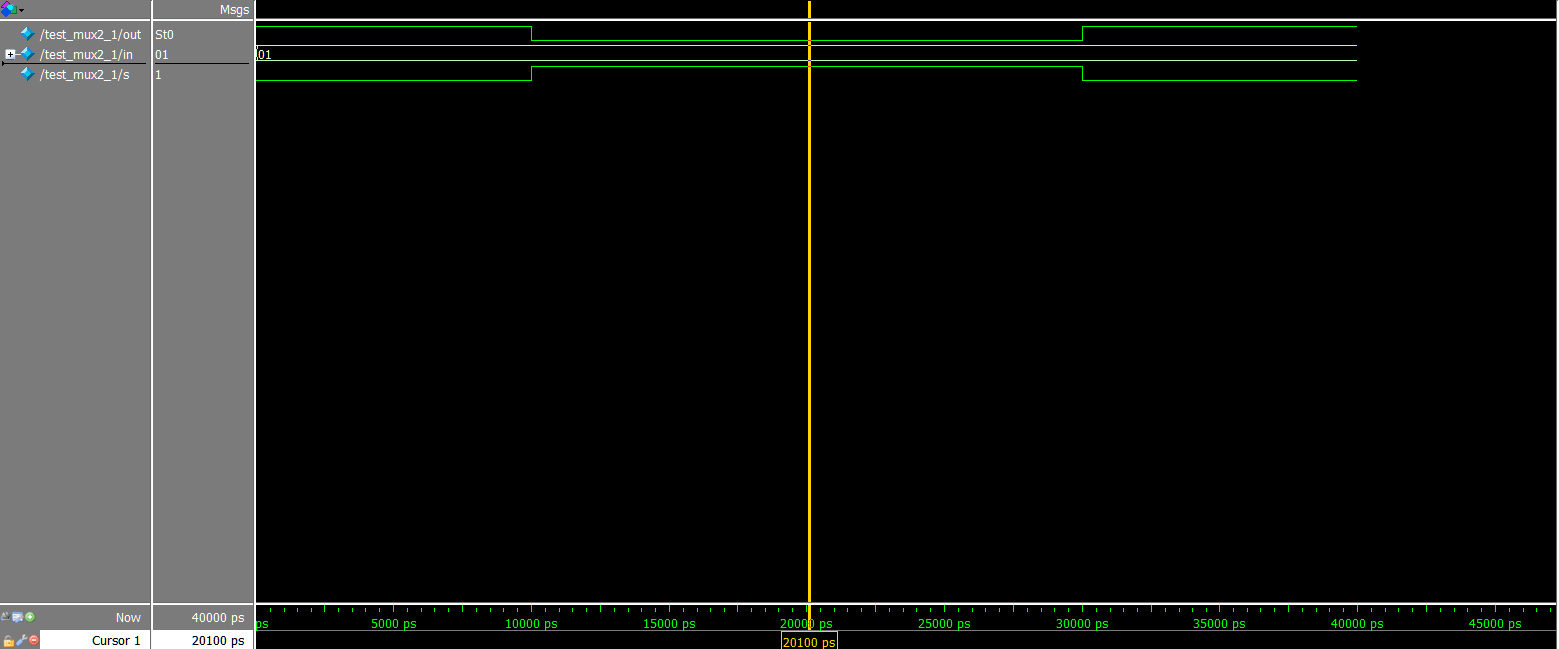 Msgs
/test_mux2_1/out St0
/test_mux2_1/in 01 01
/test_mux2_1/s 1
Now 40000 ps ps 5000 ps 10000 ps 15000 ps 20000 ps 25000 ps 30000 ps 35000 ps 40000 ps 45000 ps
Cursor 1 20100 ps 20100 ps